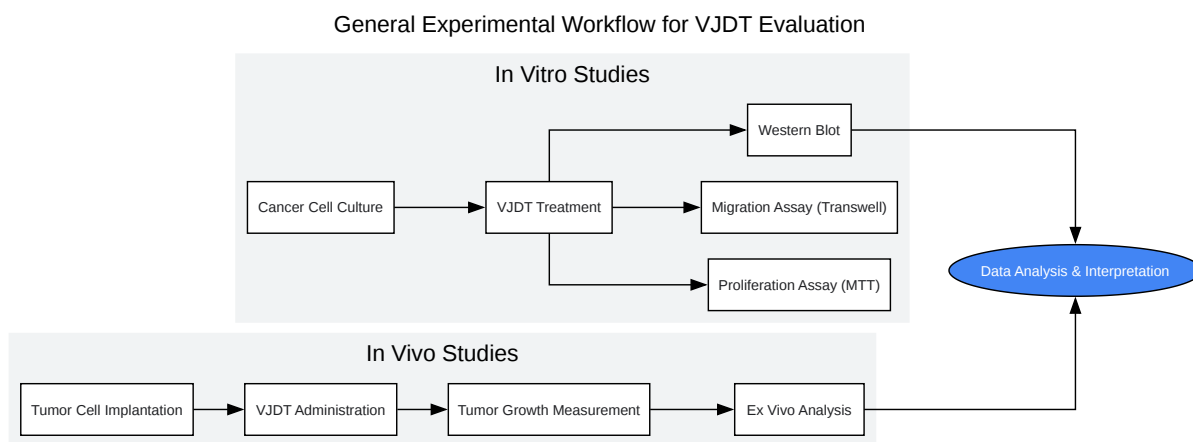 General Experimental Workflow for VJDT Evaluation
In Vitro Studies
Western Blot
Cancer Cell Culture
VJDT Treatment
Migration Assay (Transwell)
Proliferation Assay (MTT)
Data Analysis & Interpretation
In Vivo Studies
Tumor Cell Implantation
VJDT Administration
Tumor Growth Measurement
Ex Vivo Analysis